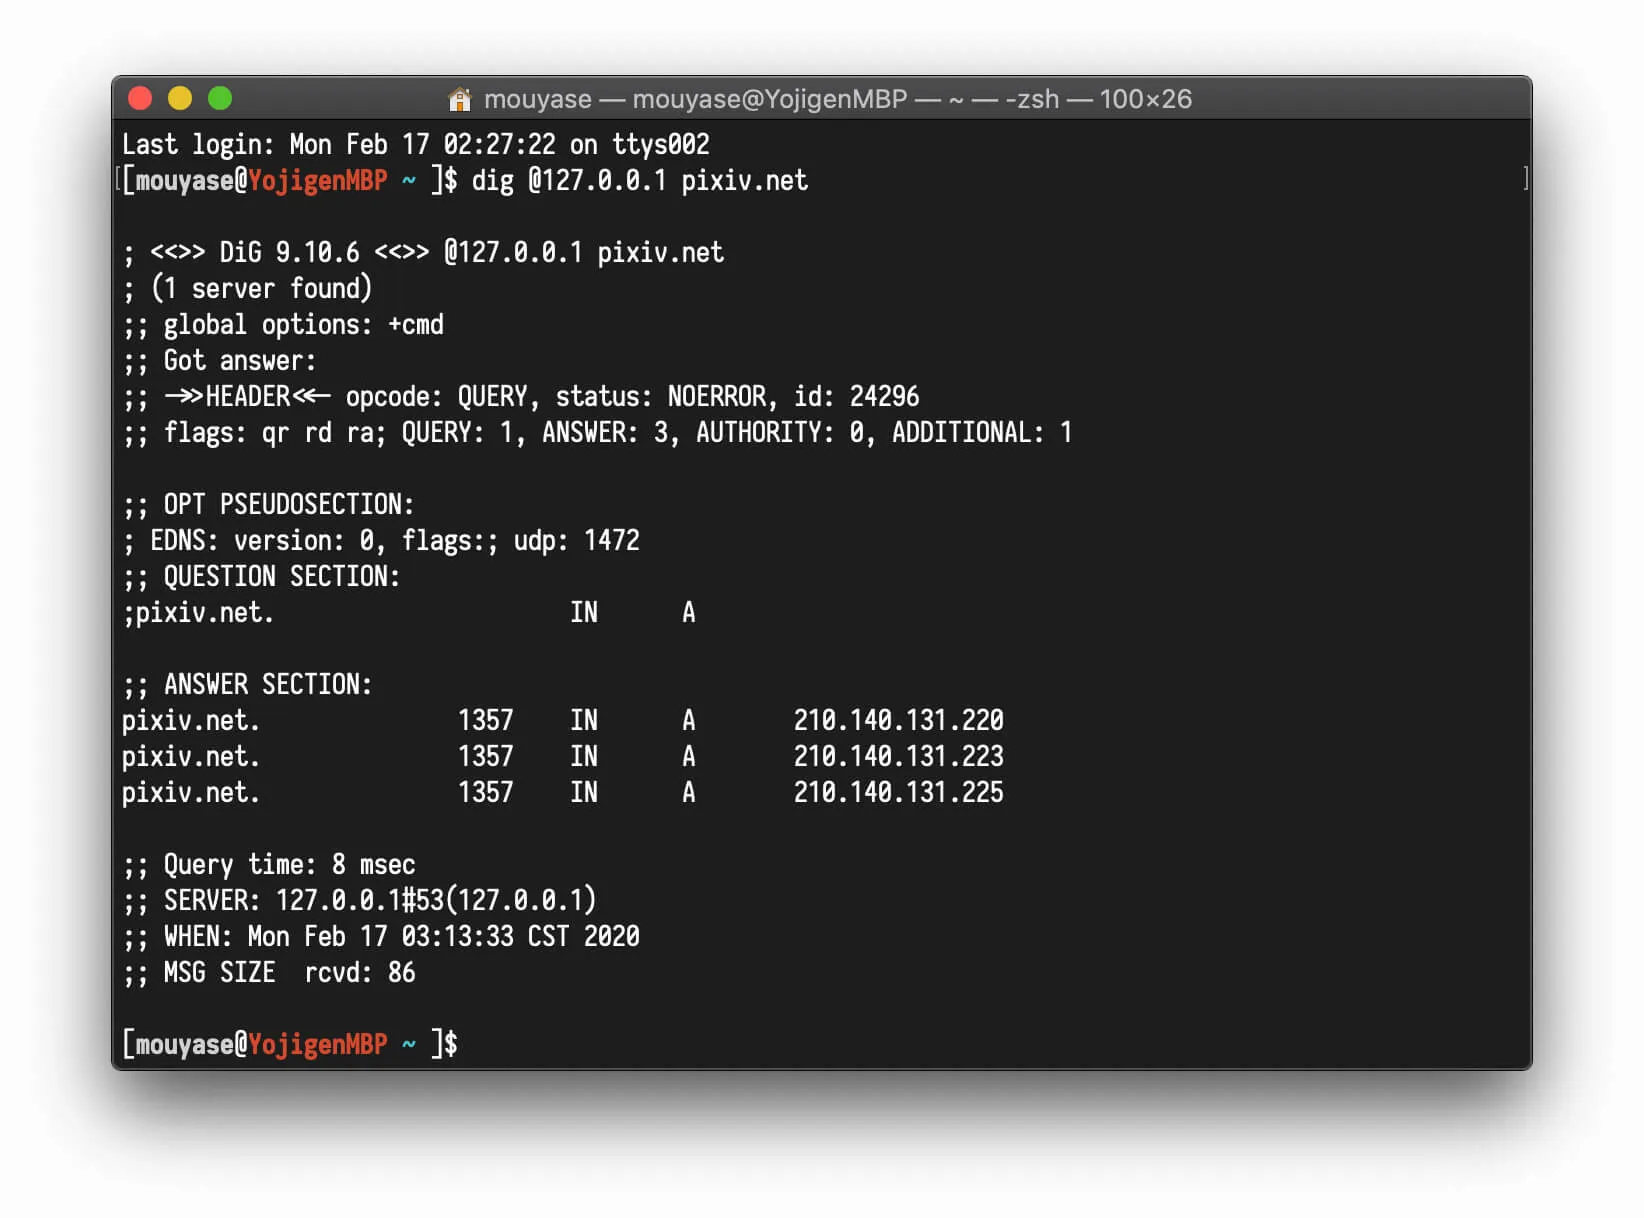 mouyase — mouyase@YojigenMBP — ~ — -zsh — 100×26
Last login: Mon Feb 17 02:27:22 on ttys002
[[mouyase@YojigenMBP ~ ]$ dig @127.0.0.1 pixiv.net ]
; <<>> DiG 9.10.6 <<>> @127.0.0.1 pixiv.net
; (1 server found)
;; global options: +cmd
;; Got answer:
;; ->>HEADER<<- opcode: QUERY, status: NOERROR, id: 24296
;; flags: qr rd ra; QUERY: 1, ANSWER: 3, AUTHORITY: 0, ADDITIONAL: 1
;; OPT PSEUDOSECTION:
; EDNS: version: 0, flags:; udp: 1472
;; QUESTION SECTION:
;pixiv.net. IN A
;; ANSWER SECTION:
pixiv.net. 1357 IN A 210.140.131.220
pixiv.net. 1357 IN A 210.140.131.223
pixiv.net. 1357 IN A 210.140.131.225
;; Query time: 8 msec
;; SERVER: 127.0.0.1#53(127.0.0.1)
;; WHEN: Mon Feb 17 03:13:33 CST 2020
;; MSG SIZE  rcvd: 86
[mouyase@YojigenMBP ~ ]$